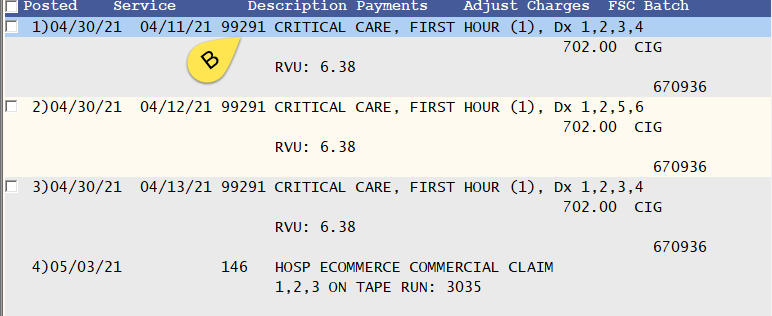 Posted Service Description Payments Adjust Charges FSC Batch
1)04/30/21 04/11/21 99291 CRITICAL CARE, FIRST HOUR (1), Dx 1,2,3,4
702.00 CIG
B
RVU: 6.38
670936
2)04/30/21 04/12/21 99291 CRITICAL CARE, FIRST HOUR (1), Dx 1,2,5,6
702.00 CIG
RVU: 6.38
670936
3)04/30/21 04/13/21 99291 CRITICAL CARE, FIRST HOUR (1), Dx 1,2,3,4
702.00 CIG
RVU: 6.38
670936
4)05/03/21 146 HOSP ECOMMERCE COMMERCIAL CLAIM
1,2,3 ON TAPE RUN: 3035